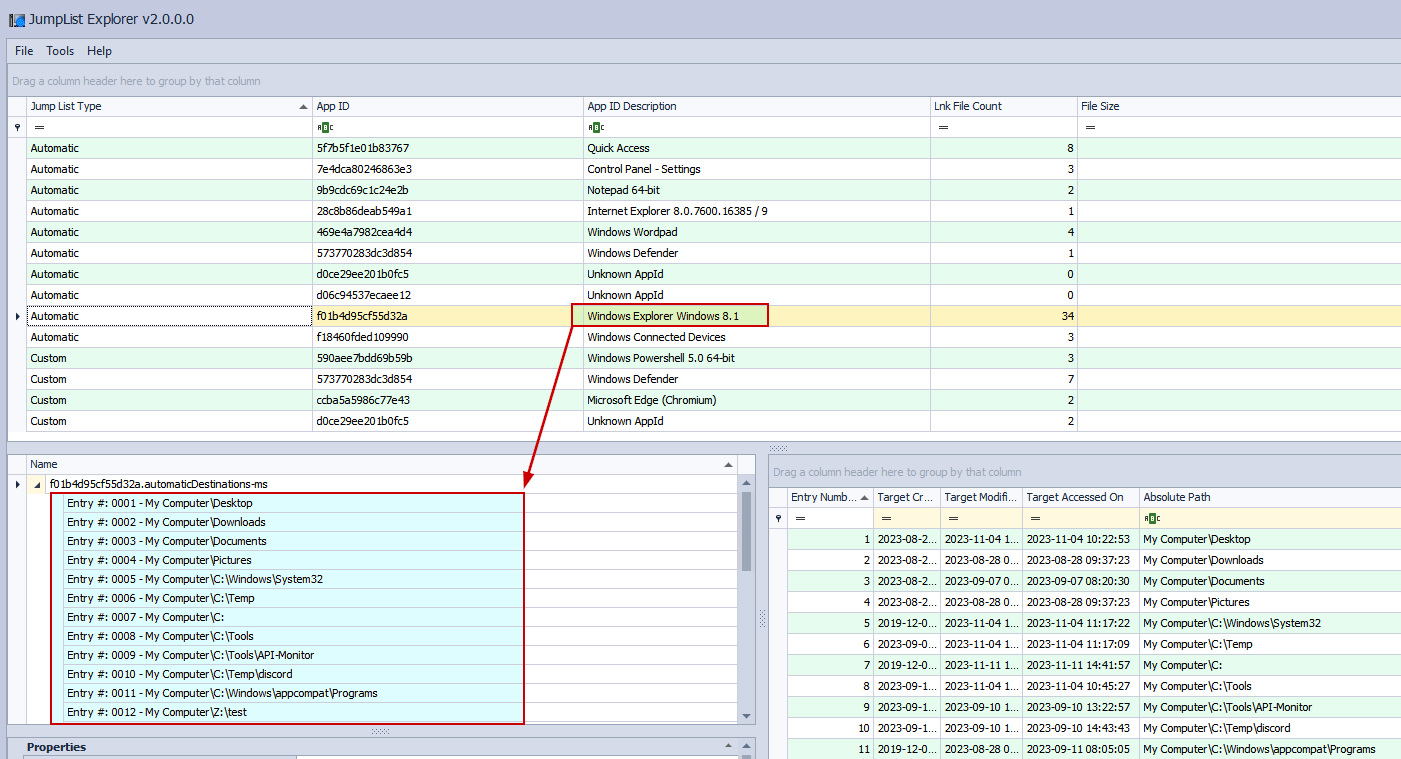 JumpList Explorer v2.0.0.0
File Tools Help
Drag a column header here to group by that column
Jump List Type App ID App ID Description Lnk File Count File Size
= ABC ABC = =
Automatic 5f7b5f1e01b83767 Quick Access 8
Automatic 7e4dca80246863e3 Control Panel - Settings 3
Automatic 9b9cdc69c1c24e2b Notepad 64-bit 2
Automatic 28c8b86deab549a1 Internet Explorer 8.0.7600.16385 / 9 1
Automatic 469e4a7982cea4d4 Windows Wordpad 4
Automatic 573770283dc3d854 Windows Defender 1
Automatic d0ce29ee201b0fc5 Unknown AppId 0
Automatic d06c94537ecaee12 Unknown AppId 0
Automatic f01b4d95cf55d32a Windows Explorer Windows 8.1 34
Automatic f18460fded109990 Windows Connected Devices 3
Custom 590aee7bdd69b59b Windows Powershell 5.0 64-bit 3
Custom 573770283dc3d854 Windows Defender 7
Custom ccba5a5986c77e43 Microsoft Edge (Chromium) 2
Custom d0ce29ee201b0fc5 Unknown AppId 2
Name
f01b4d95cf55d32a.automaticDestinations-ms
Entry #: 0001 - My Computer\Desktop
Entry #: 0002 - My Computer\Downloads
Entry #: 0003 - My Computer\Documents
Entry #: 0004 - My Computer\Pictures
Entry #: 0005 - My Computer\C:\Windows\System32
Entry #: 0006 - My Computer\C:\Temp
Entry #: 0007 - My Computer\C:
Entry #: 0008 - My Computer\C:\Tools
Entry #: 0009 - My Computer\C:\Tools\API-Monitor
Entry #: 0010 - My Computer\C:\Temp\discord
Entry #: 0011 - My Computer\C:\Windows\appcompat\Programs
Entry #: 0012 - My Computer\Z:\test
Properties
Drag a column header here to group by that column
Entry Numb... Target Cr... Target Modifi... Target Accessed On Absolute Path
= = = = ABC
1 2023-08-2... 2023-11-04 1... 2023-11-04 10:22:53 My Computer\Desktop
2 2023-08-2... 2023-08-28 0... 2023-08-28 09:37:23 My Computer\Downloads
3 2023-08-2... 2023-09-07 0... 2023-09-07 08:20:30 My Computer\Documents
4 2023-08-2... 2023-08-28 0... 2023-08-28 09:37:23 My Computer\Pictures
5 2019-12-0... 2023-11-04 1... 2023-11-04 11:17:22 My Computer\C:\Windows\System32
6 2023-09-0... 2023-11-04 1... 2023-11-04 11:17:09 My Computer\C:\Temp
7 2019-12-0... 2023-11-11 1... 2023-11-11 14:41:57 My Computer\C:
8 2023-09-1... 2023-11-04 1... 2023-11-04 10:45:27 My Computer\C:\Tools
9 2023-09-1... 2023-09-10 1... 2023-09-10 13:22:57 My Computer\C:\Tools\API-Monitor
10 2023-09-1... 2023-09-10 1... 2023-09-10 14:43:43 My Computer\C:\Temp\discord
11 2019-12-0... 2023-08-28 0... 2023-09-11 08:05:05 My Computer\C:\Windows\appcompat\Programs